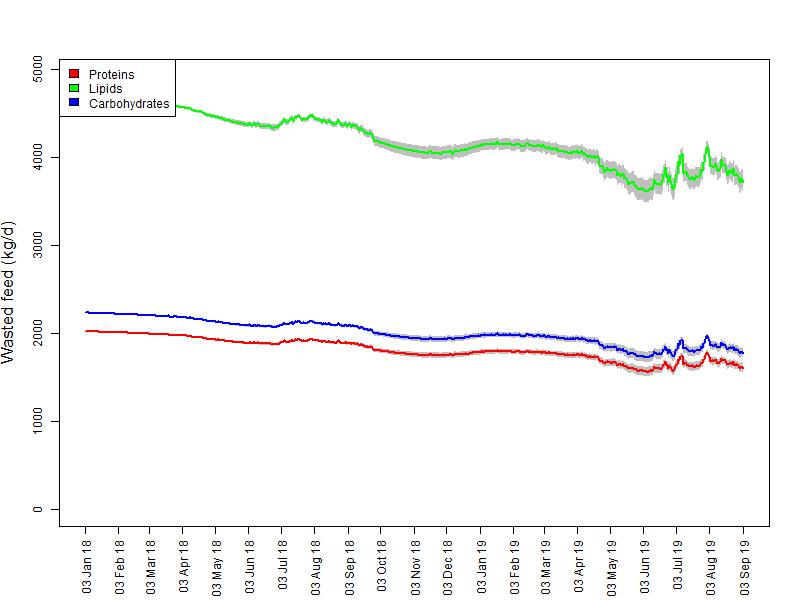 Proteins
Lipids
Carbohydrates
Wasted feed (kg/d)
5000
4000
3000
2000
1000
0
03 Jan 18
03 Feb 18
03 Mar 18
03 Apr 18
03 May 18
03 Jun 18
03 Jul 18
03 Aug 18
03 Sep 18
03 Oct 18
03 Nov 18
03 Dec 18
03 Jan 19
03 Feb 19
03 Mar 19
03 Apr 19
03 May 19
03 Jun 19
03 Jul 19
03 Aug 19
03 Sep 19